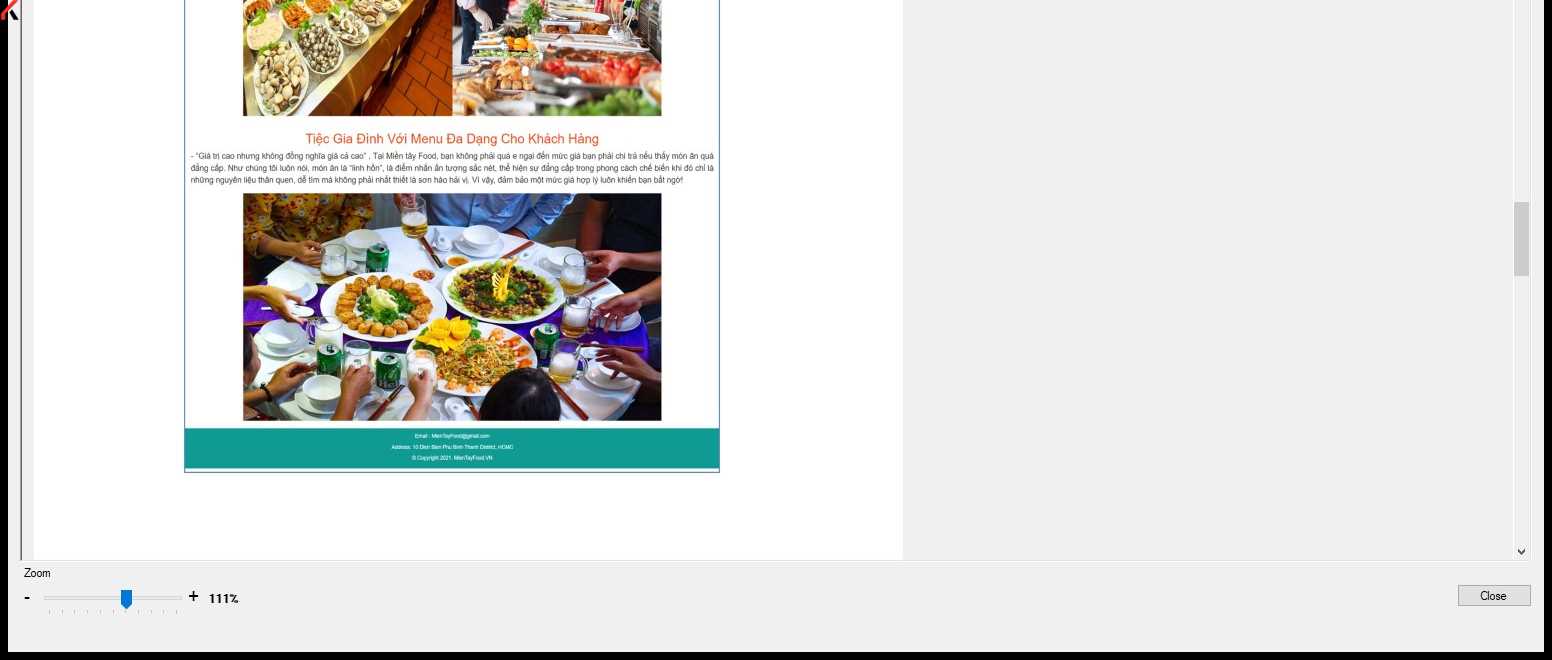 Tiệc Gia Đình Với Menu Đa Dạng Cho Khách Hàng
- "Giá trị cao nhưng không đồng nghĩa giá cả cao" . Tại Miền tây Food, bạn không phải quá e ngại đến mức giá bạn phải chi trả nếu thấy món ăn quá
đẳng cấp. Như chúng tôi luôn nói, món ăn là "linh hồn", là điểm nhấn ấn tượng sắc nét, thể hiện sự đẳng cấp trong phong cách chế biến khi đó chỉ là
những nguyên liệu thân quen, dễ tìm mà không phải nhất thiết là sơn hào hải vị. Vì vậy, đảm bảo một mức giá hợp lý luôn khiến bạn bất ngờ!
Email : MienTayFood@gmail.com
Address: 10 Dien Bien Phu Binh Thanh District, HCMC
© Copyright 2021. MienTayFood.VN
Zoom
- + 111%
Close